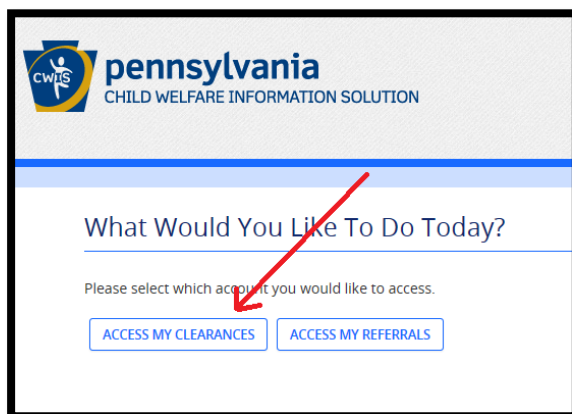 CWIS
pennsylvania
CHILD WELFARE INFORMATION SOLUTION
What Would You Like To Do Today?
Please select which account you would like to access.
ACCESS MY CLEARANCES ACCESS MY REFERRALS